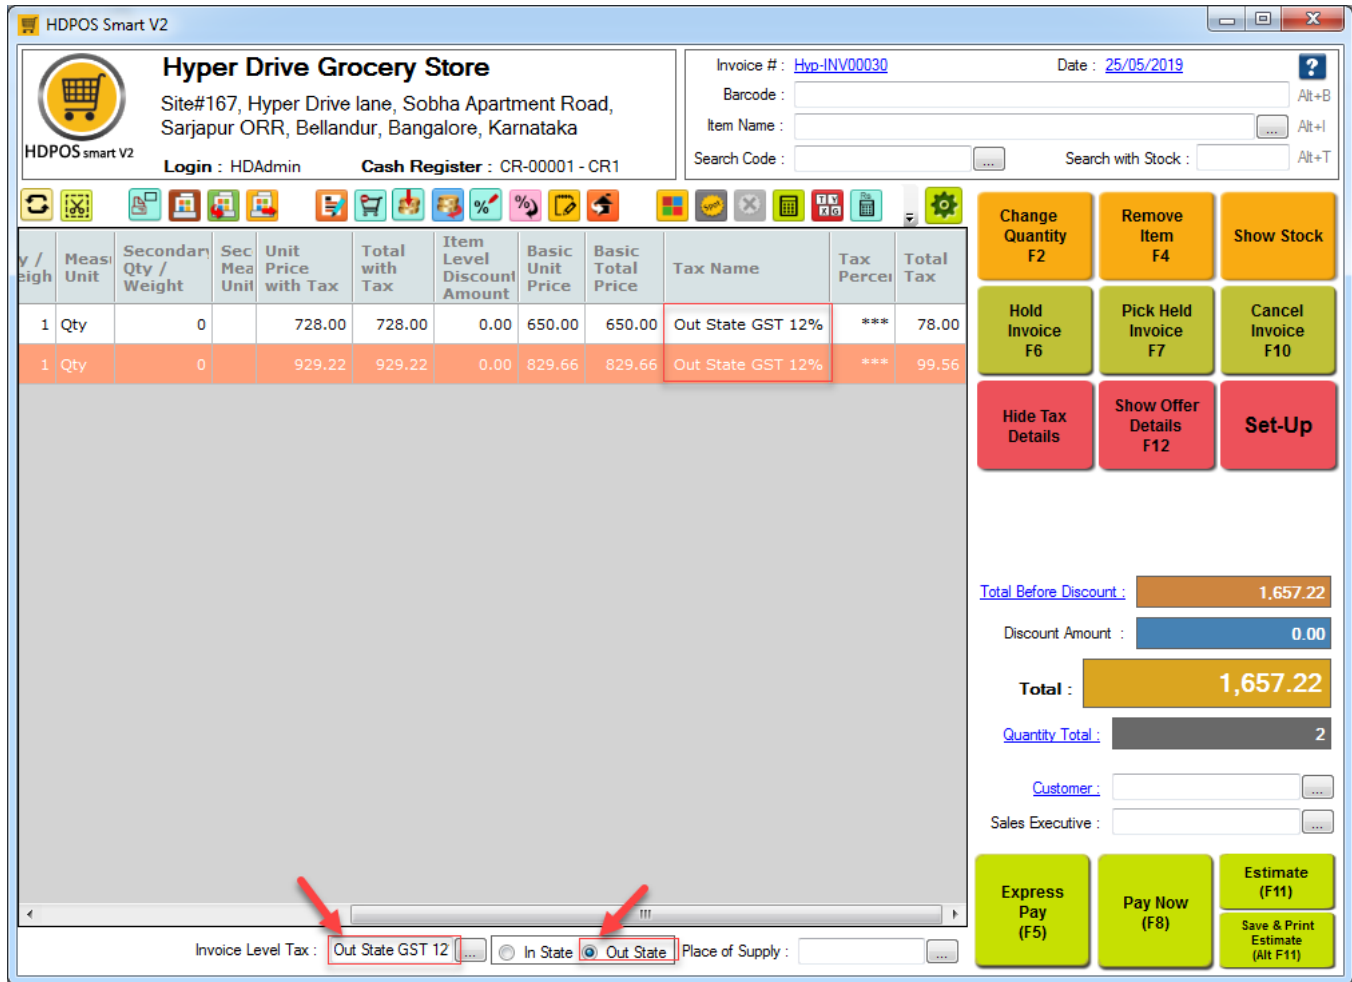 HDPOS Smart V2
Hyper Drive Grocery Store
Site#167, Hyper Drive lane, Sobha Apartment Road,
Sarjapur ORR, Bellandur, Bangalore, Karnataka
HDPOS smart V2
Login : HDAdmin Cash Register : CR-00001 - CR1
Invoice # : Hyp-INV00030 Date : 25/05/2019 ?
Barcode : Alt+B
Item Name : ... Alt+I
Search Code : ... Search with Stock : Alt+T
y / Measu Secondary Sec Unit Total Item Basic Basic Tax Name Tax Total
eigh Unit Qty / Mea Price with Level Unit Total Percer Tax
Weight Unit with Tax Tax Discount Price Price
Amount
1 Qty 0 728.00 728.00 0.00 650.00 650.00 Out State GST 12% *** 78.00
1 Qty 0 929.22 929.22 0.00 829.66 829.66 Out State GST 12% *** 99.56
Change
Quantity
F2
Remove
Item
F4
Show Stock
Hold
Invoice
F6
Pick Held
Invoice
F7
Cancel
Invoice
F10
Hide Tax
Details
Show Offer
Details
F12
Set-Up
Total Before Discount : 1,657.22
Discount Amount : 0.00
Total : 1,657.22
Quantity Total : 2
Customer : ...
Sales Executive : ...
Express
Pay
(F5)
Pay Now
(F8)
Estimate
(F11)
Save & Print
Estimate
(Alt F11)
Invoice Level Tax : Out State GST 12 ... In State Out State Place of Supply : ...